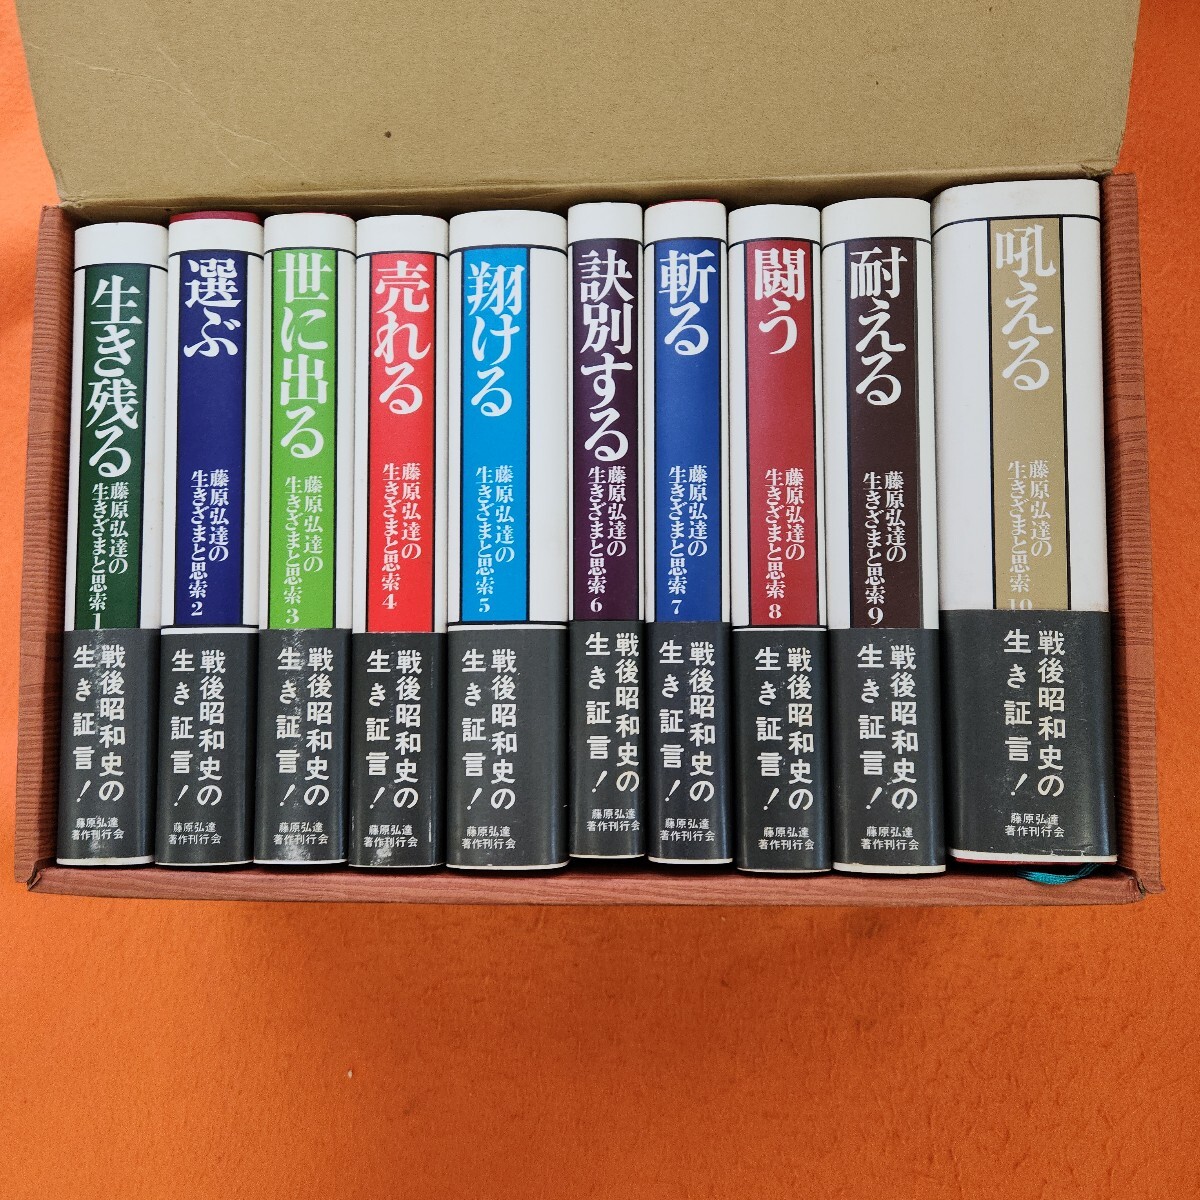 生き残る
藤原弘達の
生きざまと思索1
戦後昭和史の
生き証言！
藤原弘達
著作刊行会
選ぶ
藤原弘達の
生きざまと思索2
戦後昭和史の
生き証言！
藤原弘達
著作刊行会
世に出る
藤原弘達の
生きざまと思索3
戦後昭和史の
生き証言！
藤原弘達
著作刊行会
売れる
藤原弘達の
生きざまと思索4
戦後昭和史の
生き証言！
藤原弘達
著作刊行会
翔ける
藤原弘達の
生きざまと思索5
戦後昭和史の
生き証言！
藤原弘達
著作刊行会
訣別する
藤原弘達の
生きざまと思索6
戦後昭和史の
生き証言！
藤原弘達
著作刊行会
斬る
藤原弘達の
生きざまと思索7
戦後昭和史の
生き証言！
藤原弘達
著作刊行会
闘う
藤原弘達の
生きざまと思索8
戦後昭和史の
生き証言！
藤原弘達
著作刊行会
耐える
藤原弘達の
生きざまと思索9
戦後昭和史の
生き証言！
藤原弘達
著作刊行会
吼える
藤原弘達の
生きざまと思索10
戦後昭和史の
生き証言！
藤原弘達
著作刊行会